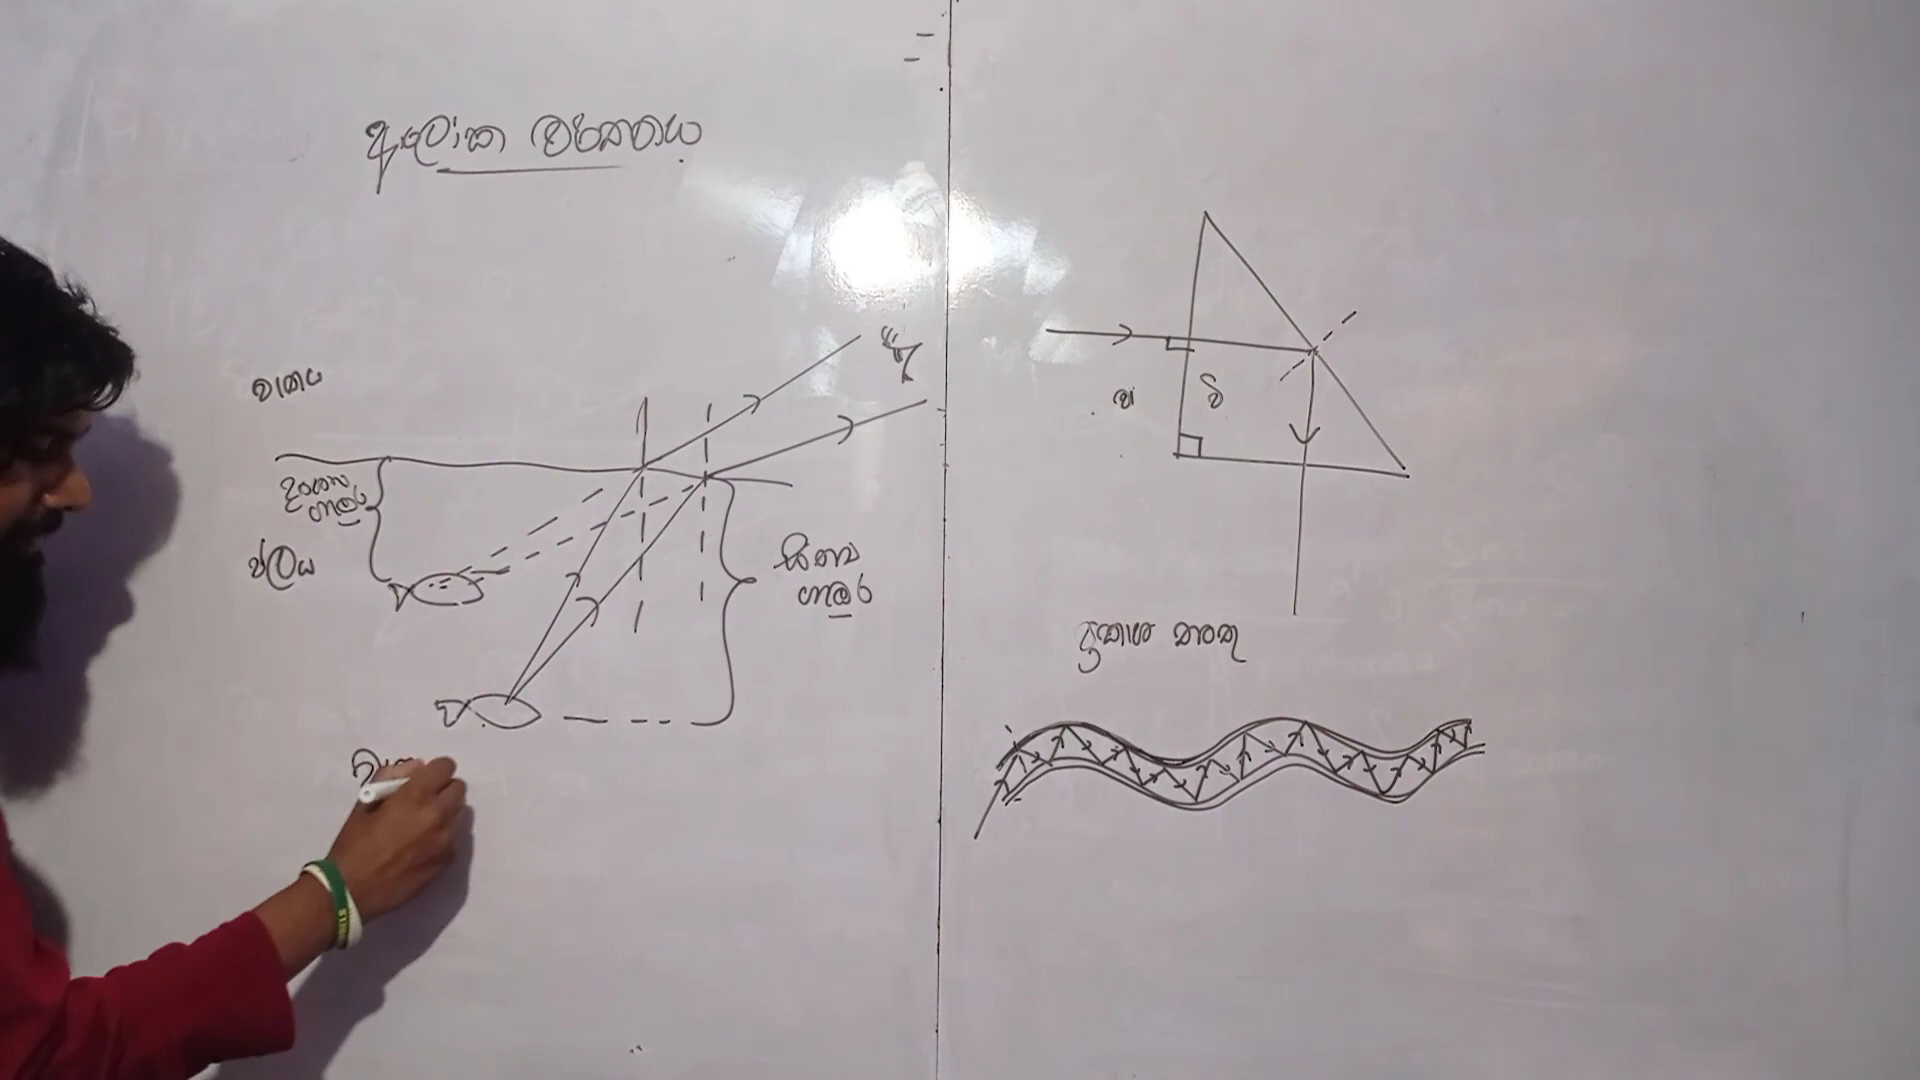 ආලෝක වර්තනය
වාතය
දෘශ්‍ය
ගැඹුර
ජලය
සත්‍ය
ගැඹුර
වා
වි
ප්‍රකාශ තන්තු